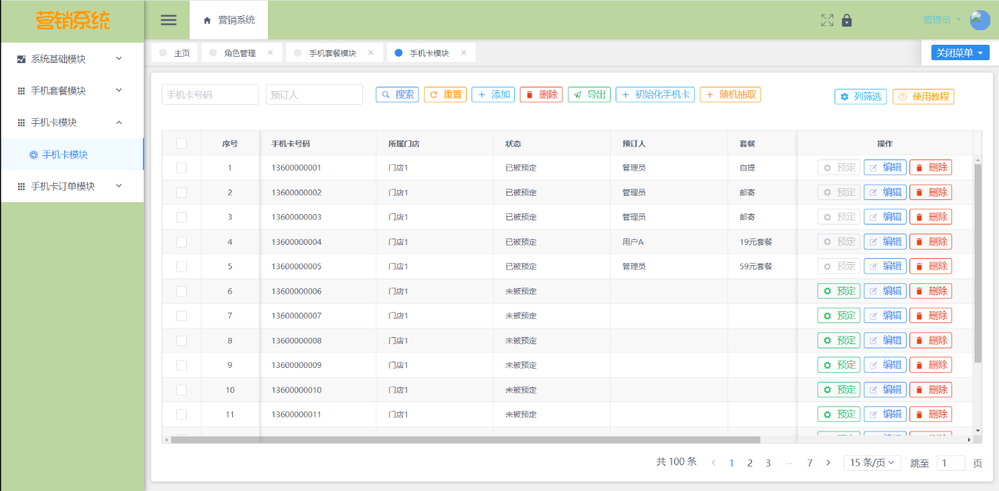 营销系统
营销系统
管理员
系统基础模块
手机套餐模块
手机卡模块
手机卡模块
手机卡订单模块
主页 角色管理 手机套餐模块 手机卡模块 关闭菜单
手机卡号码 预订人 搜索 重置 添加 删除 导出 初始化手机卡 随机抽取 列筛选 使用教程
序号 手机卡号码 所属门店 状态 预订人 套餐 操作
1 13600000001 门店1 已被预定 管理员 自提 预定 编辑 删除
2 13600000002 门店1 已被预定 管理员 邮寄 预定 编辑 删除
3 13600000003 门店1 已被预定 管理员 邮寄 预定 编辑 删除
4 13600000004 门店1 已被预定 用户A 19元套餐 预定 编辑 删除
5 13600000005 门店1 已被预定 管理员 59元套餐 预定 编辑 删除
6 13600000006 门店1 未被预定 预定 编辑 删除
7 13600000007 门店1 未被预定 预定 编辑 删除
8 13600000008 门店1 未被预定 预定 编辑 删除
9 13600000009 门店1 未被预定 预定 编辑 删除
10 13600000010 门店1 未被预定 预定 编辑 删除
11 13600000011 门店1 未被预定 预定 编辑 删除
共 100 条 1 2 3 ··· 7 15 条/页 跳至 1 页